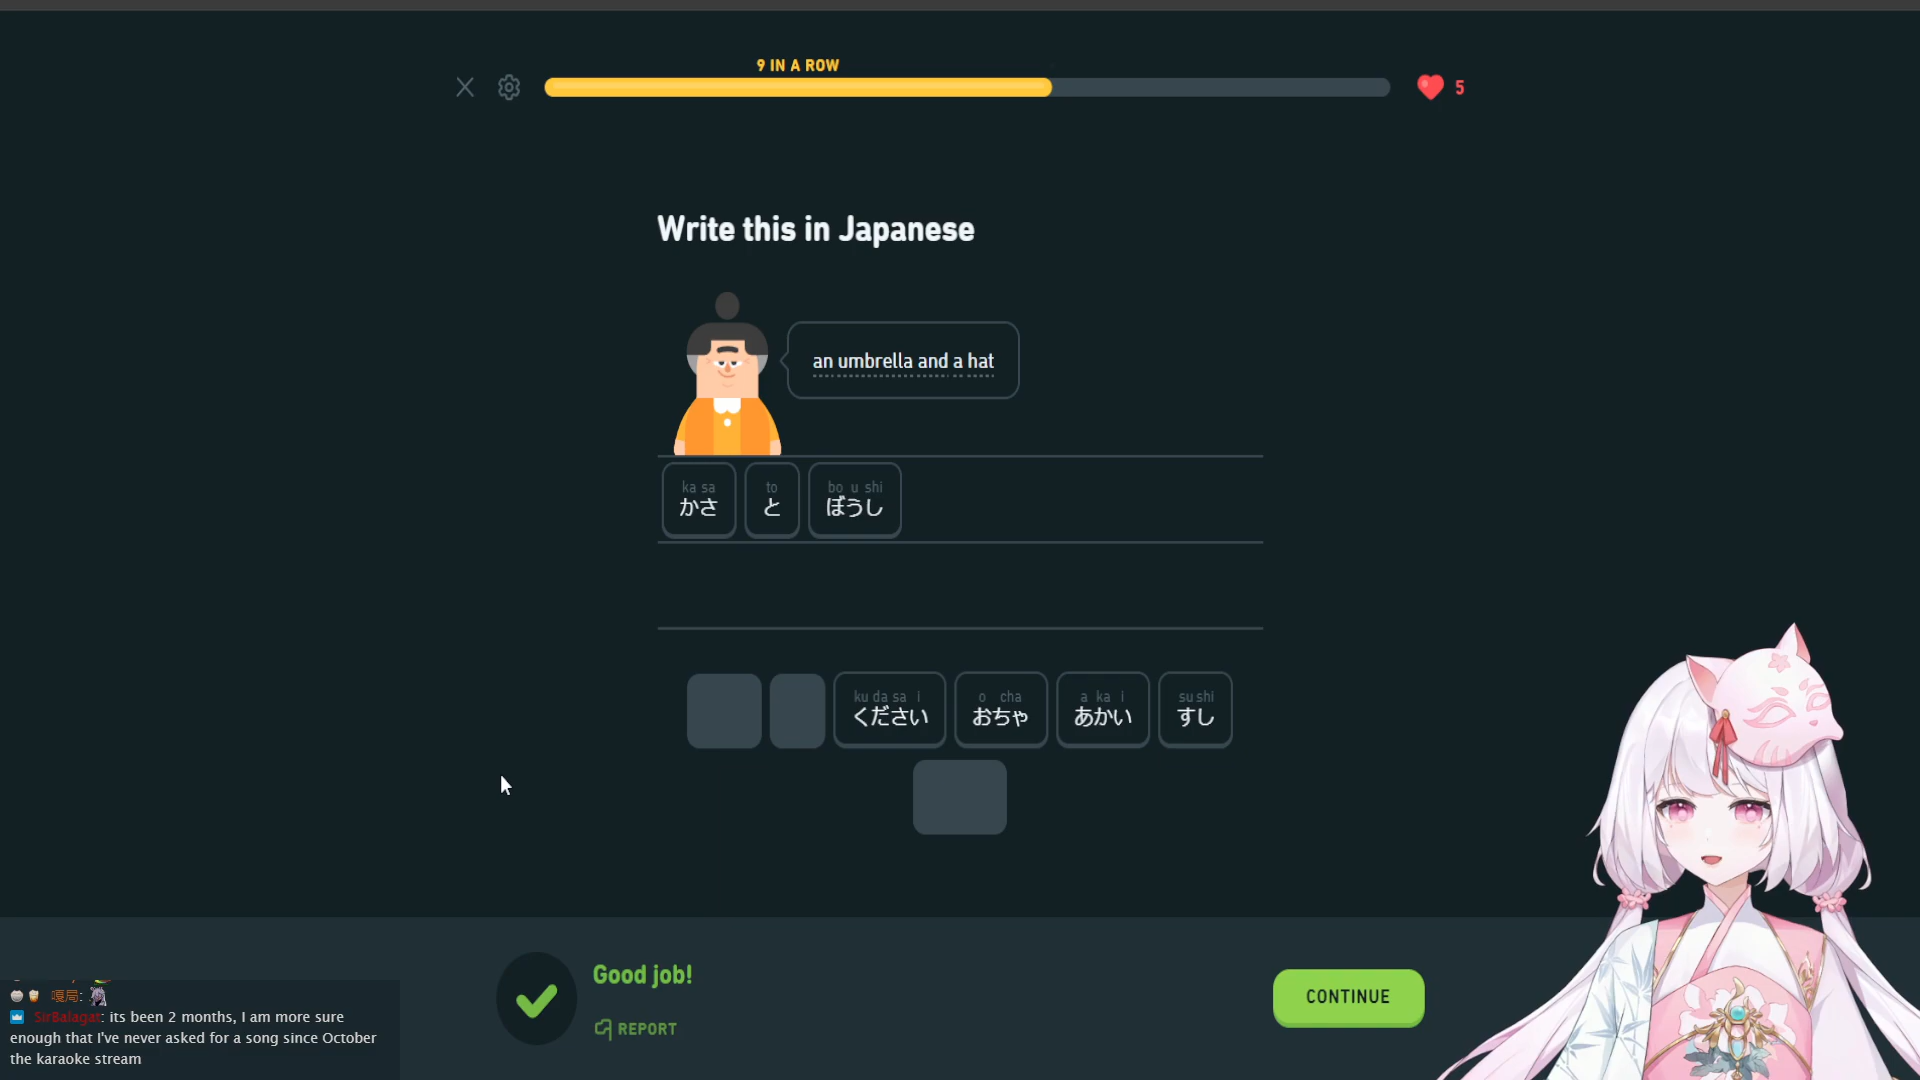 9 IN A ROW
5
Write this in Japanese
an umbrella and a hat
ka sa to bo u shi
かさ と ぼうし
ku da sa i o cha a ka i su shi
ください おちゃ あかい すし
Good job!
REPORT
CONTINUE
嘎局:
SirBalagat: its been 2 months, I am more sure
enough that I've never asked for a song since October
the karaoke stream